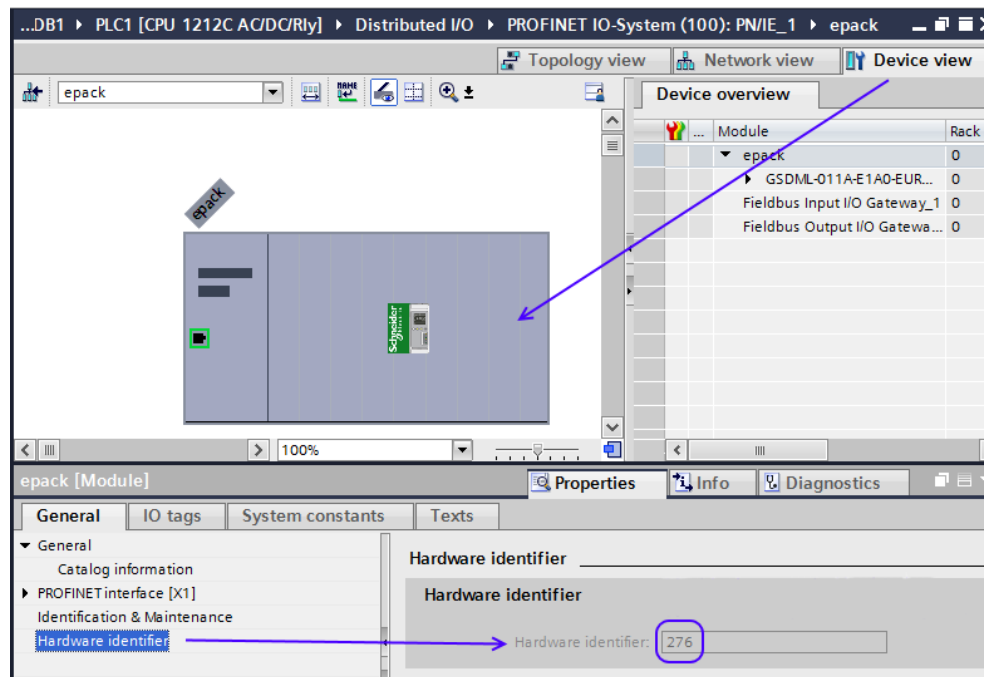 ...DB1 ▸ PLC1 [CPU 1212C AC/DC/Rly] ▸ Distributed I/O ▸ PROFINET IO-System (100): PN/IE_1 ▸ epack
Topology view Network view Device view
epack
NAME
Device overview
... Module Rack
epack 0
GSDML-011A-E1A0-EUR... 0
Fieldbus Input I/O Gateway_1 0
Fieldbus Output I/O Gatewa... 0
epack
Schneider
Electric
100%
epack [Module]
Properties Info Diagnostics
General IO tags System constants Texts
General
Catalog information
PROFINET interface [X1]
Identification & Maintenance
Hardware identifier
Hardware identifier
Hardware identifier
Hardware identifier: 276